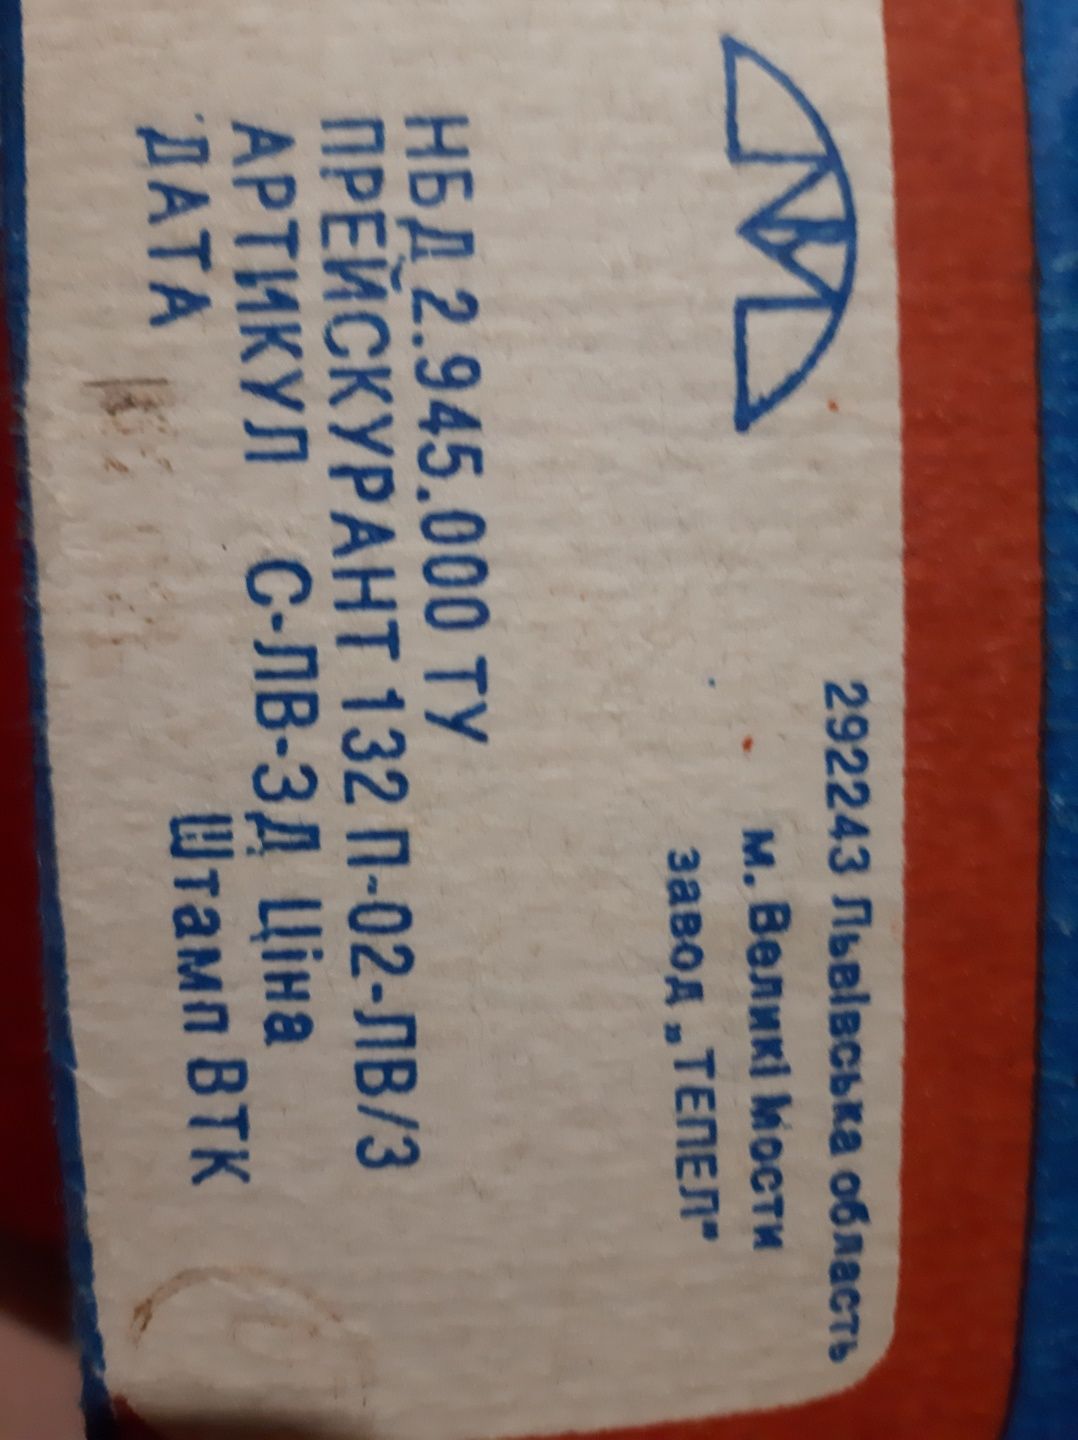 292243 Львівська область
м. Великі Мости
завод „ТЕПЕЛ"
НБД 2.945.000 ТУ
ПРЕЙСКУРАНТ 132 П-02-ЛВ/3
АРТИКУЛ С-ЛВ-3Д Ціна
ДАТА Штамп ВТК